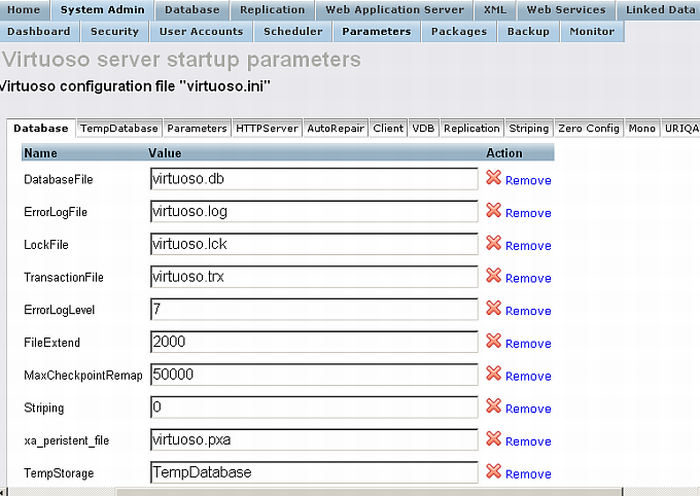 Home System Admin Database Replication Web Application Server XML Web Services Linked Data
Dashboard Security User Accounts Scheduler Parameters Packages Backup Monitor
Virtuoso server startup parameters
Virtuoso configuration file "virtuoso.ini"
Database TempDatabase Parameters HTTPServer AutoRepair Client VDB Replication Striping Zero Config Mono URIQA
Name Value Action
DatabaseFile virtuoso.db Remove
ErrorLogFile virtuoso.log Remove
LockFile virtuoso.lck Remove
TransactionFile virtuoso.trx Remove
ErrorLogLevel 7 Remove
FileExtend 2000 Remove
MaxCheckpointRemap 50000 Remove
Striping 0 Remove
xa_peristent_file virtuoso.pxa Remove
TempStorage TempDatabase Remove